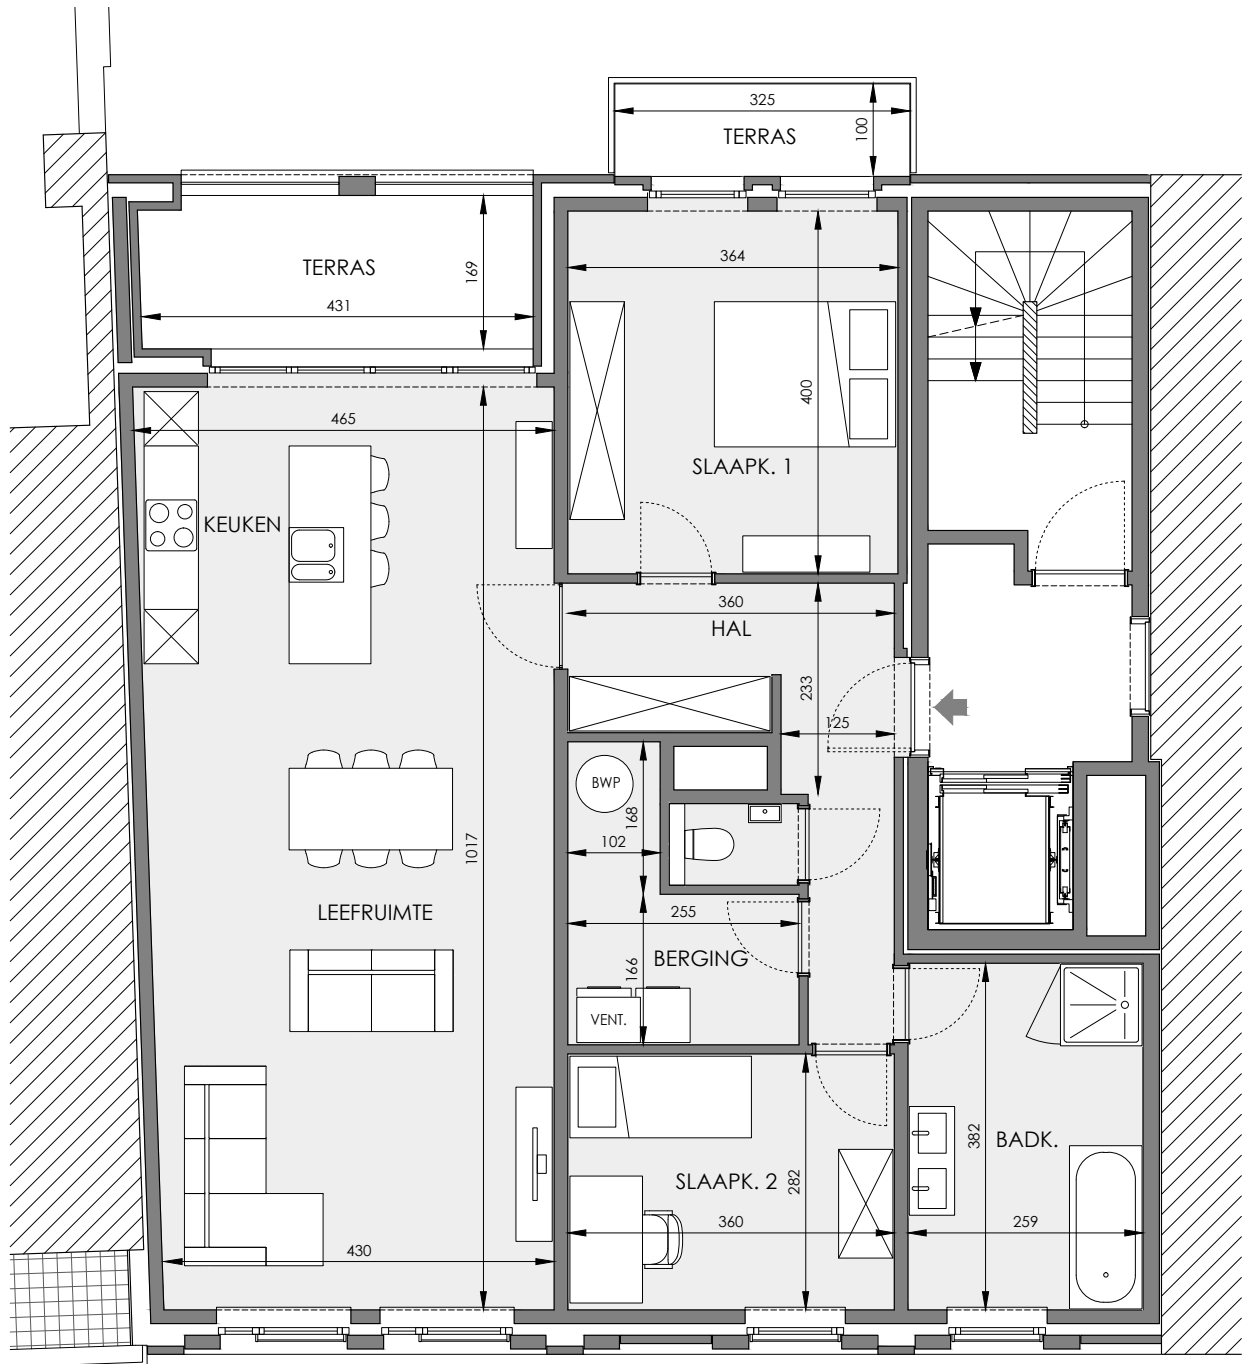 325
TERRAS
100
TERRAS
169
431
364
400
465
SLAAPK. 1
KEUKEN
360
HAL
233
125
BWP
168
102
1017
LEEFRUIMTE
255
BERGING
166
VENT.
382
BADK.
SLAAPK. 2
282
360
259
430